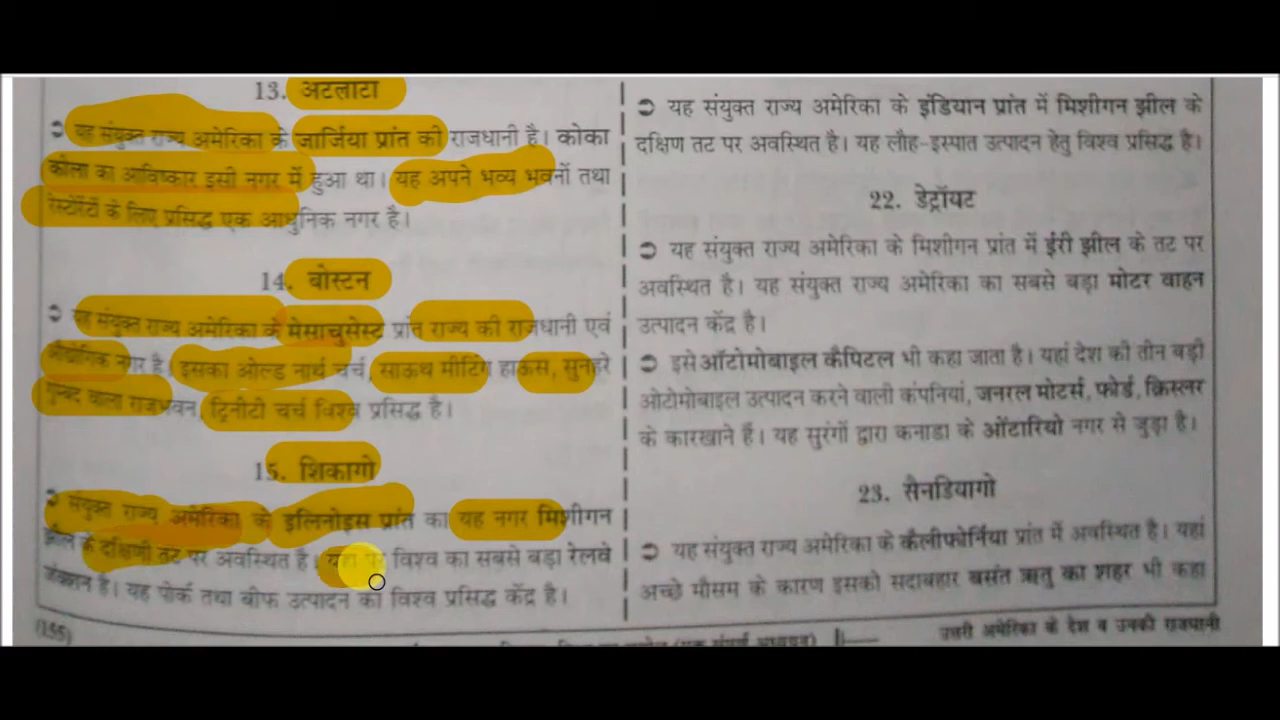 13. अटलाटा
➲ यह संयुक्त राज्य अमेरिका के जार्जिया प्रांत की राजधानी है। कोका
कोला का आविष्कार इसी नगर में हुआ था। यह अपने भव्य भवनों तथा
रेस्टोरेंटों के लिए प्रसिद्ध एक आधुनिक नगर है।
14. बोस्टन
➲ यह संयुक्त राज्य अमेरिका के मेसाचुसेस्ट प्रांत राज्य की राजधानी एवं
औद्योगिक नगर है। इसका ओल्ड नार्थ चर्च, साऊथ मीटिंग हाऊस, सुनहरे
गुम्बद वाला राजभवन, ट्रिनीटी चर्च विश्व प्रसिद्ध है।
15. शिकागो
➲ संयुक्त राज्य अमेरिका के इलिनोइस प्रांत का यह नगर मिशीगन
झील के दक्षिणी तट पर अवस्थित है। यहां पर विश्व का सबसे बड़ा रेलवे
जंक्शन है। यह पोर्क तथा बीफ उत्पादन का विश्व प्रसिद्ध केंद्र है।
(155)
➲ यह संयुक्त राज्य अमेरिका के इंडियान प्रांत में मिशीगन झील के
दक्षिण तट पर अवस्थित है। यह लौह-इस्पात उत्पादन हेतु विश्व प्रसिद्ध है।
22. डेट्रॉयट
➲ यह संयुक्त राज्य अमेरिका के मिशीगन प्रांत में ईरी झील के तट पर
अवस्थित है। यह संयुक्त राज्य अमेरिका का सबसे बड़ा मोटर वाहन
उत्पादन केंद्र है।
➲ इसे ऑटोमोबाइल कैपिटल भी कहा जाता है। यहां देश की तीन बड़ी
ओटोमोबाइल उत्पादन करने वाली कंपनियां, जनरल मोटर्स, फोर्ड, क्रिस्लर
के कारखाने हैं। यह सुरंगों द्वारा कनाडा के ऑंटारियो नगर से जुड़ा है।
23. सैनडियागो
➲ यह संयुक्त राज्य अमेरिका के कैलीफोर्निया प्रांत में अवस्थित है। यहां
अच्छे मौसम के कारण इसको सदाबहार बसंत ऋतु का शहर भी कहा
उत्तरी अमेरिका के देश व उनकी राजधानी